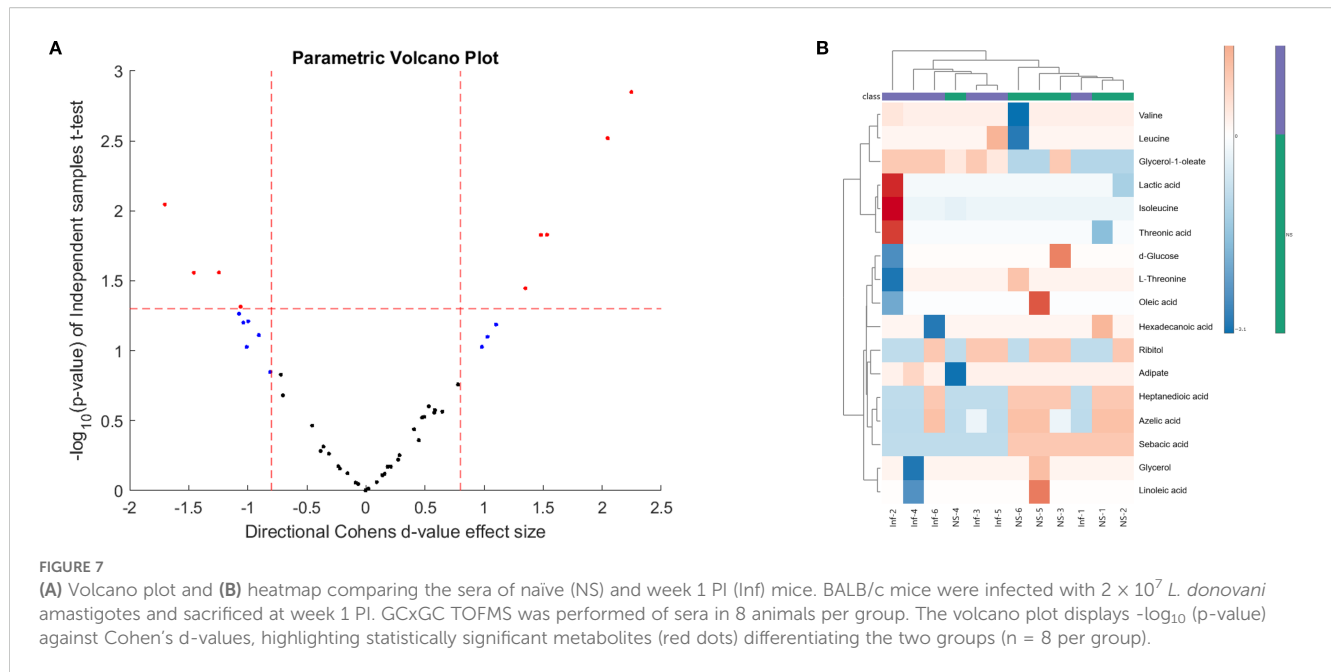 A
Parametric Volcano Plot
3
2.5
2
1.5
1
0.5
0
-log10(p-value) of Independent samples t-test
-2
-1.5
-1
-0.5
0
0.5
1
1.5
2
2.5
Directional Cohens d-value effect size
B
class
Valine
Leucine
Glycerol-1-oleate
Lactic acid
Isoleucine
Threonic acid
d-Glucose
L-Threonine
Oleic acid
Hexadecanoic acid
Ribitol
Adipate
Heptanedioic acid
Azelic acid
Sebacic acid
Glycerol
Linoleic acid
Inf-2
Inf-4
Inf-6
NS-4
Inf-3
Inf-5
NS-6
NS-5
NS-3
Inf-1
NS-1
NS-2
0
-3.1
NS
FIGURE 7
(A) Volcano plot and (B) heatmap comparing the sera of naïve (NS) and week 1 PI (Inf) mice. BALB/c mice were infected with 2 × 10⁷ L. donovani
amastigotes and sacrificed at week 1 PI. GCxGC TOFMS was performed of sera in 8 animals per group. The volcano plot displays -log₁₀ (p-value)
against Cohen's d-values, highlighting statistically significant metabolites (red dots) differentiating the two groups (n = 8 per group).